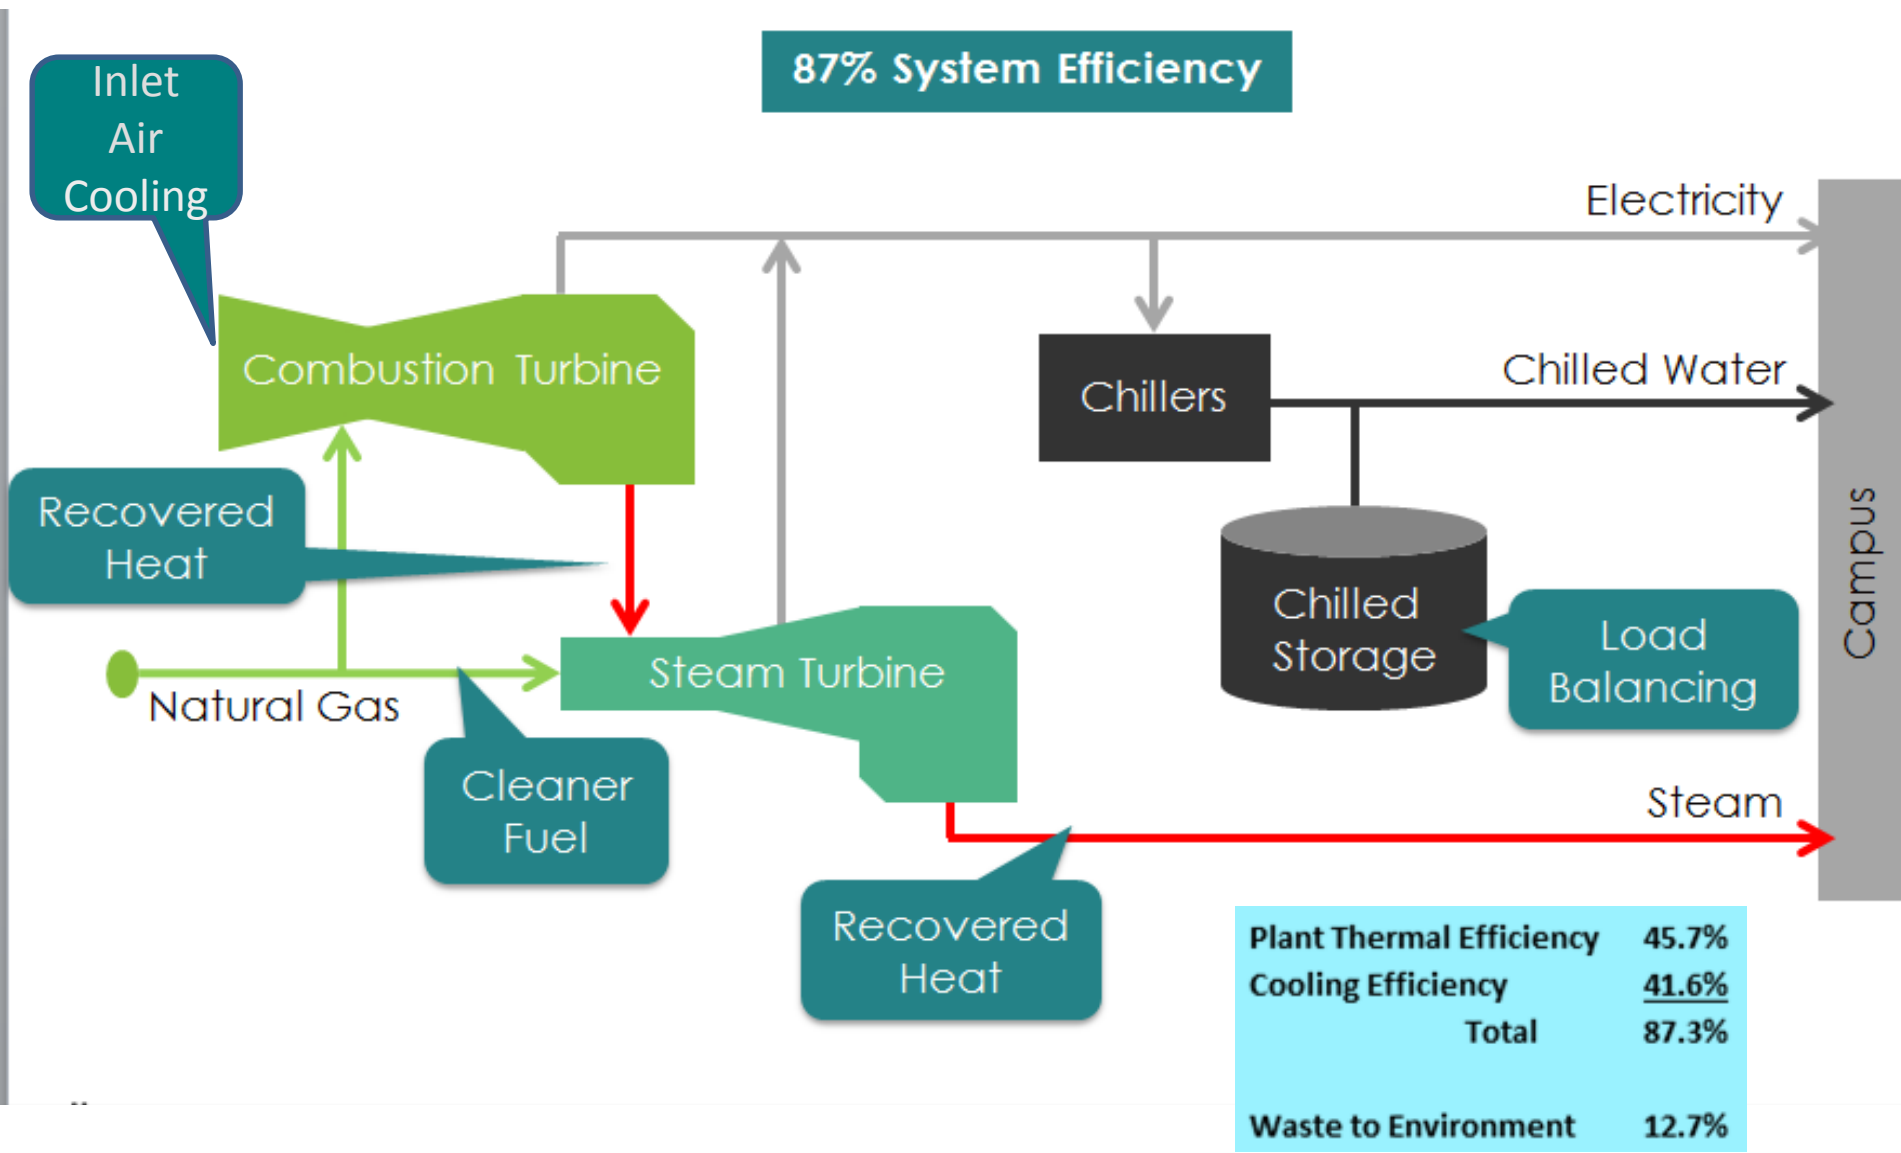 87% System Efficiency
Inlet
Air
Cooling
Electricity
Combustion Turbine
Chillers
Chilled Water
Recovered
Heat
Campus
Chilled
Storage
Load
Balancing
Steam Turbine
Natural Gas
Cleaner
Fuel
Steam
Recovered
Heat
Plant Thermal Efficiency 45.7%
Cooling Efficiency 41.6%
Total 87.3%
Waste to Environment 12.7%